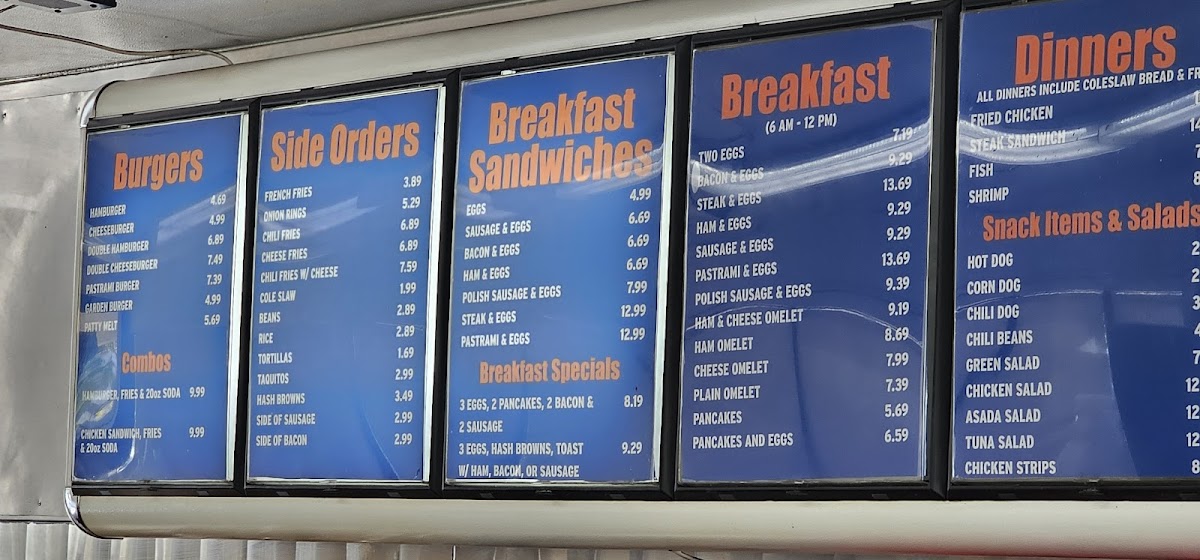 Burgers
HAMBURGER 4.69
CHEESEBURGER 4.99
DOUBLE HAMBURGER 6.89
DOUBLE CHEESEBURGER 7.49
PASTRAMI BURGER 7.39
GARDEN BURGER 4.99
PATTY MELT 5.69
Combos
HAMBURGER, FRIES & 20oz SODA 9.99
CHICKEN SANDWICH, FRIES 9.99
& 20oz SODA
Side Orders
FRENCH FRIES 3.89
ONION RINGS 5.29
CHILI FRIES 6.89
CHEESE FRIES 6.89
CHILI FRIES W/ CHEESE 7.59
COLE SLAW 1.99
BEANS 2.89
RICE 2.89
TORTILLAS 1.69
TAQUITOS 2.99
HASH BROWNS 3.49
SIDE OF SAUSAGE 2.99
SIDE OF BACON 2.99
Breakfast
Sandwiches
EGGS 4.99
SAUSAGE & EGGS 6.69
BACON & EGGS 6.69
HAM & EGGS 6.69
POLISH SAUSAGE & EGGS 7.99
STEAK & EGGS 12.99
PASTRAMI & EGGS 12.99
Breakfast Specials
3 EGGS, 2 PANCAKES, 2 BACON & 8.19
2 SAUSAGE
3 EGGS, HASH BROWNS, TOAST 9.29
W/ HAM, BACON, OR SAUSAGE
Breakfast
(6 AM - 12 PM)
TWO EGGS 7.19
BACON & EGGS 9.29
STEAK & EGGS 13.69
HAM & EGGS 9.29
SAUSAGE & EGGS 9.29
PASTRAMI & EGGS 13.69
POLISH SAUSAGE & EGGS 9.39
HAM & CHEESE OMELET 9.19
HAM OMELET 8.69
CHEESE OMELET 7.99
PLAIN OMELET 7.39
PANCAKES 5.69
PANCAKES AND EGGS 6.59
Dinners
ALL DINNERS INCLUDE COLESLAW BREAD & FR
FRIED CHICKEN
STEAK SANDWICH
FISH
SHRIMP
Snack Items & Salads
HOT DOG
CORN DOG
CHILI DOG
CHILI BEANS
GREEN SALAD
CHICKEN SALAD 12
ASADA SALAD 12
TUNA SALAD 12
CHICKEN STRIPS 8